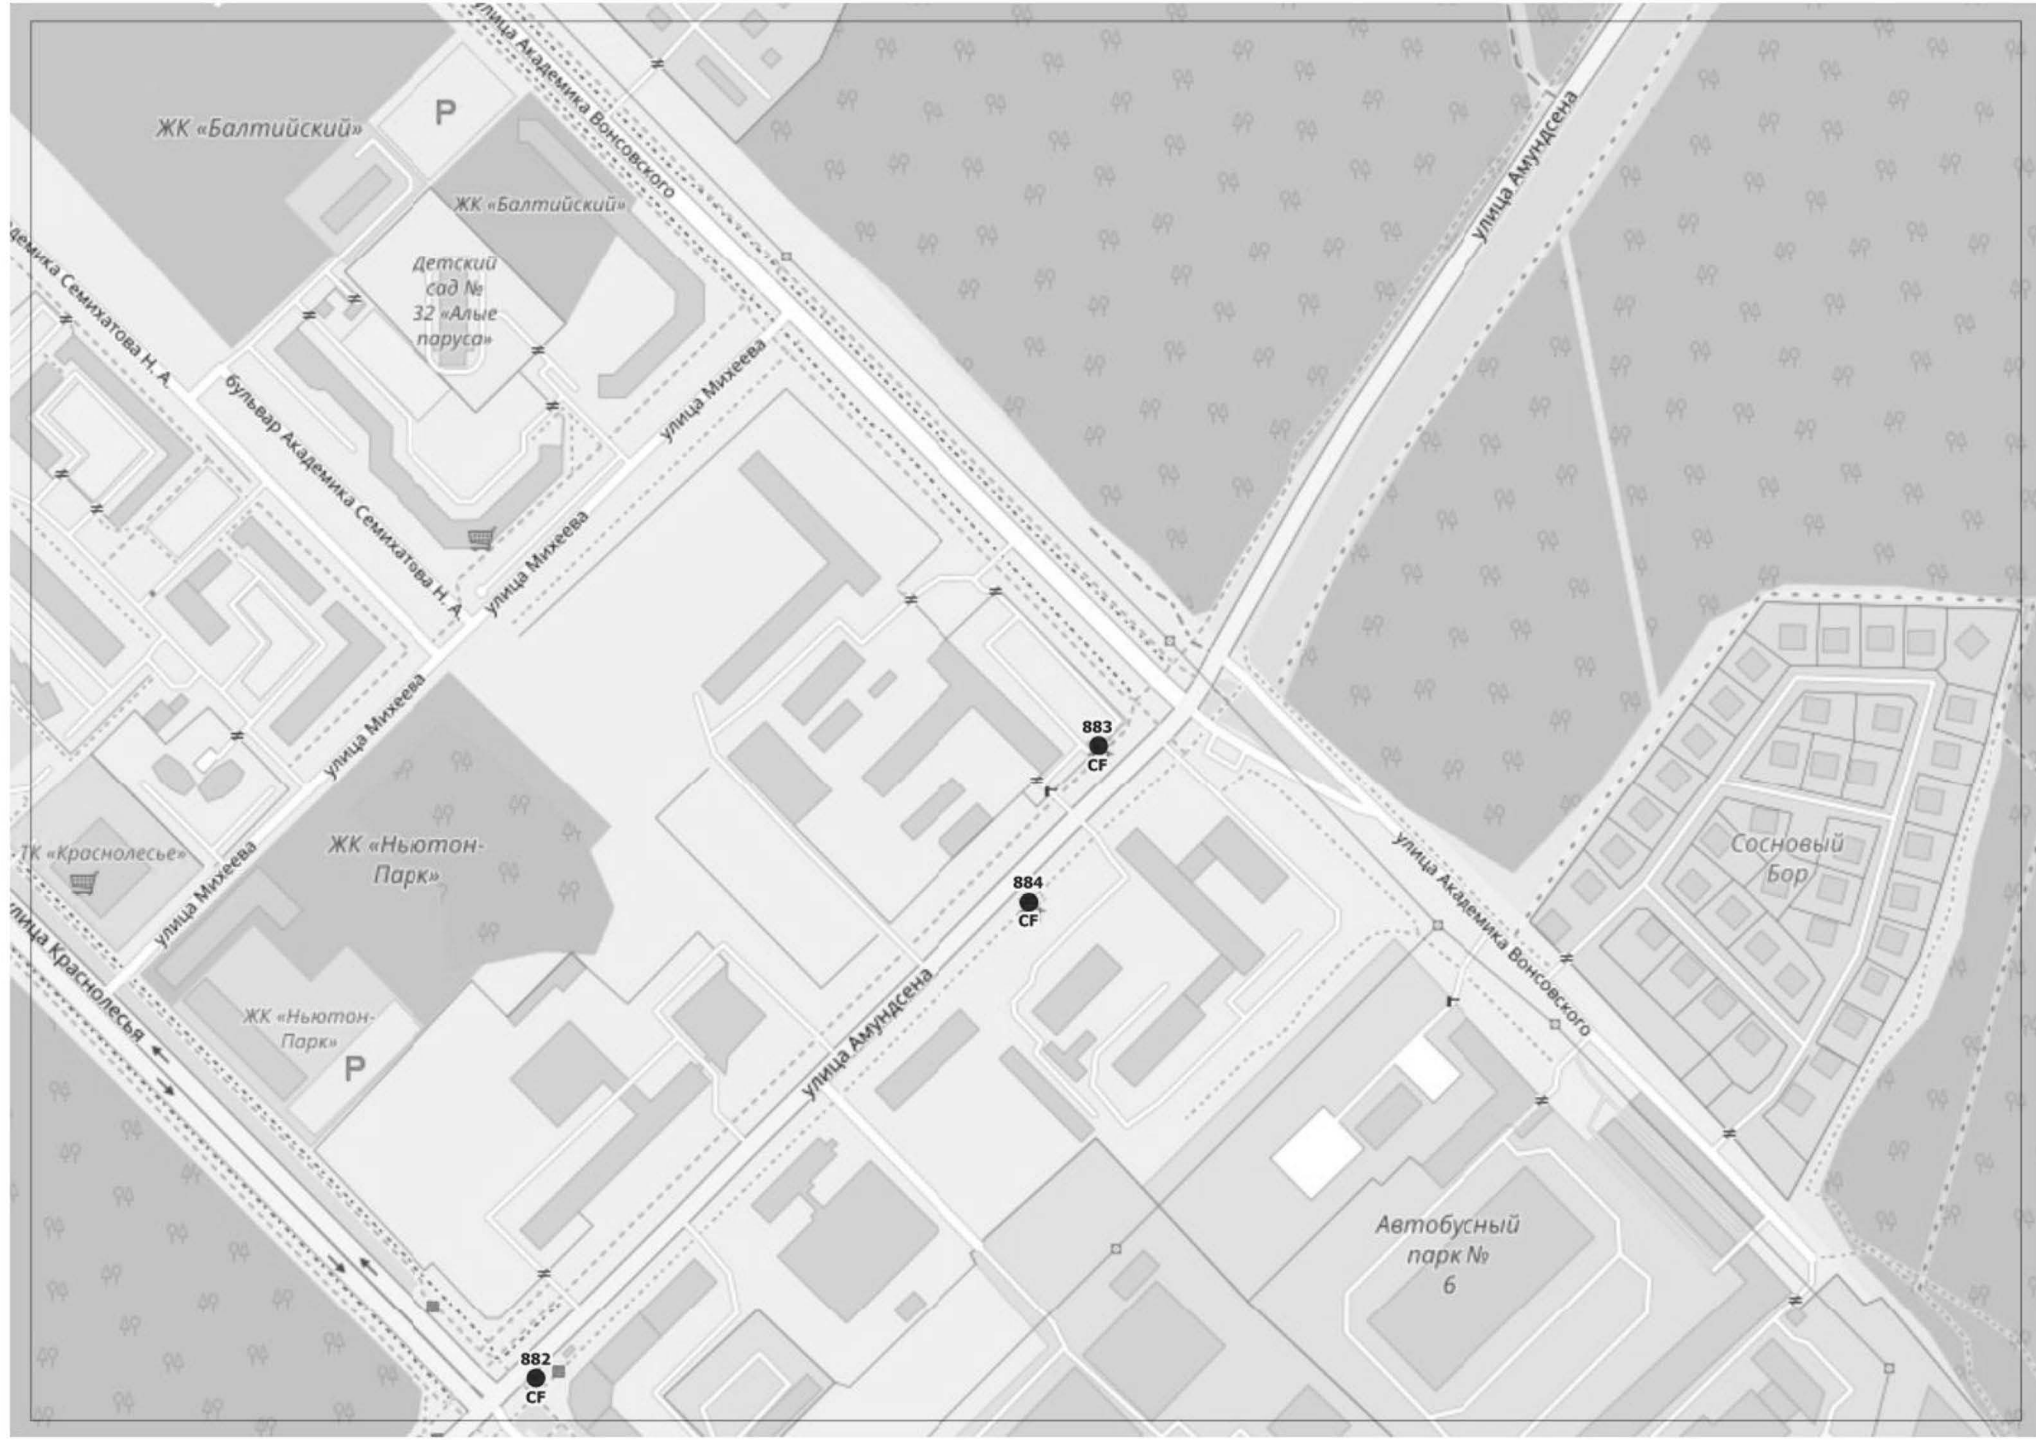 улица Академика Вонсовского
P
ЖК «Балтийский»
улица Амундсена
ЖК «Балтийский»
Детский
сад №
32 «Алые
паруса»
Семихатова Н. А.
улица Михеева
бульвар Академика Семихатова Н. А.
улица Михеева
улица Михеева
883
CF
ТК «Краснолесье»
ЖК «Ньютон-
Парк»
улица Академика Вонсовского
Сосновый
Бор
884
CF
улица Михеева
улица Краснолесья
ЖК «Ньютон-
Парк»
P
улица Амундсена
Автобусный
парк №
6
882
CF